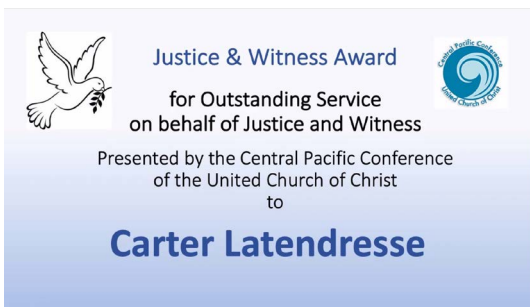 Justice & Witness Award
Central Pacific Conference
United Church of Christ
for Outstanding Service
on behalf of Justice and Witness
Presented by the Central Pacific Conference
of the United Church of Christ
to
Carter Latendresse